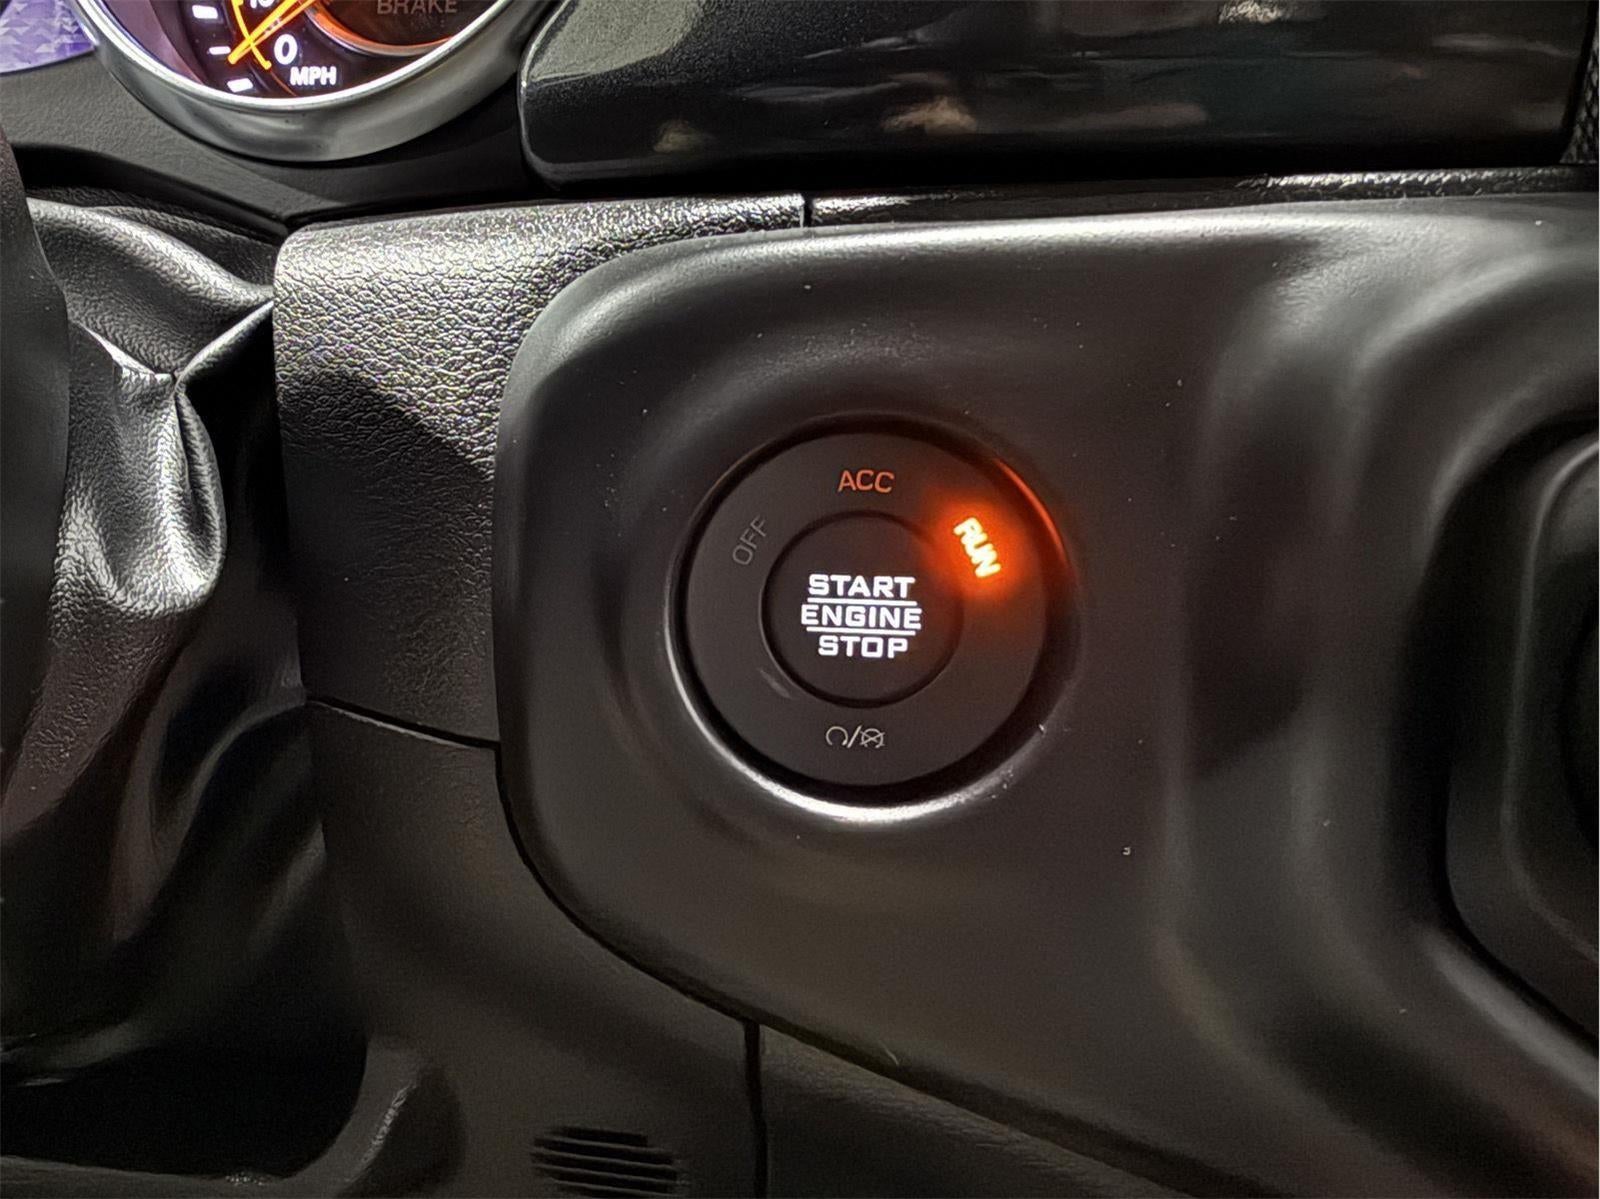 BRAKE
0
MPH
ACC
OFF
RUN
START
ENGINE
STOP